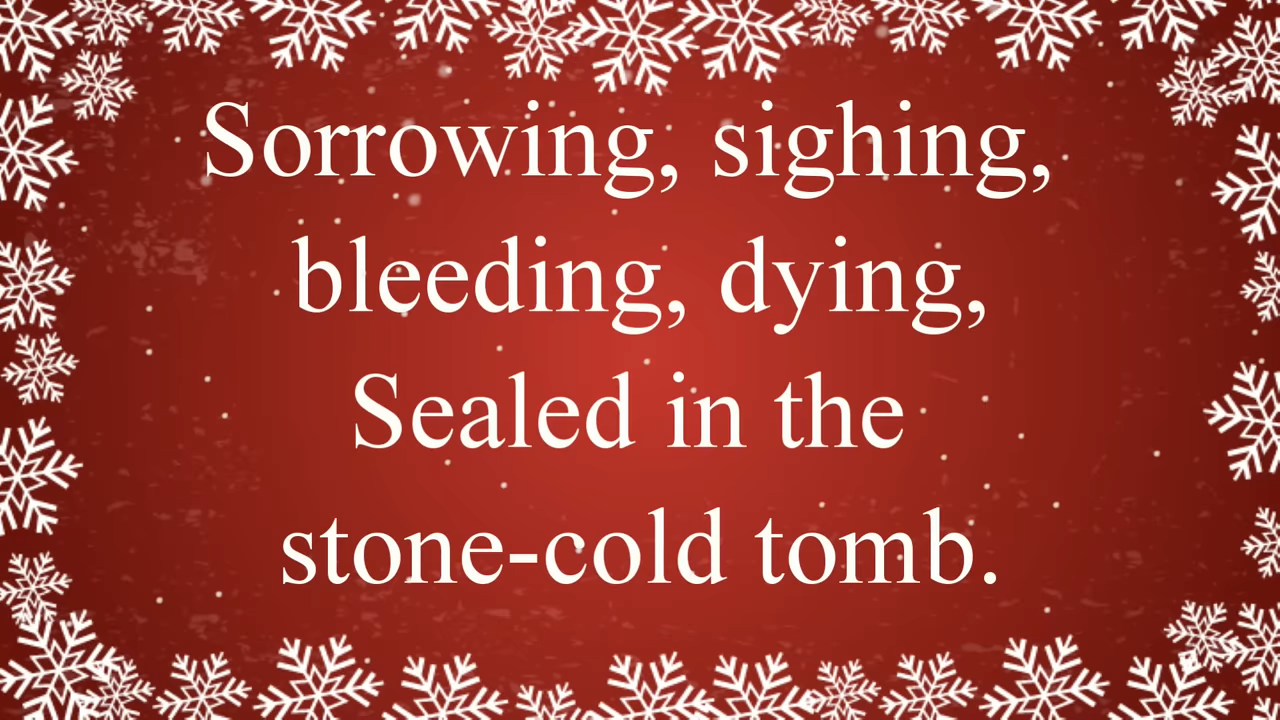 Sorrowing, sighing,
bleeding, dying,
Sealed in the
stone-cold tomb.